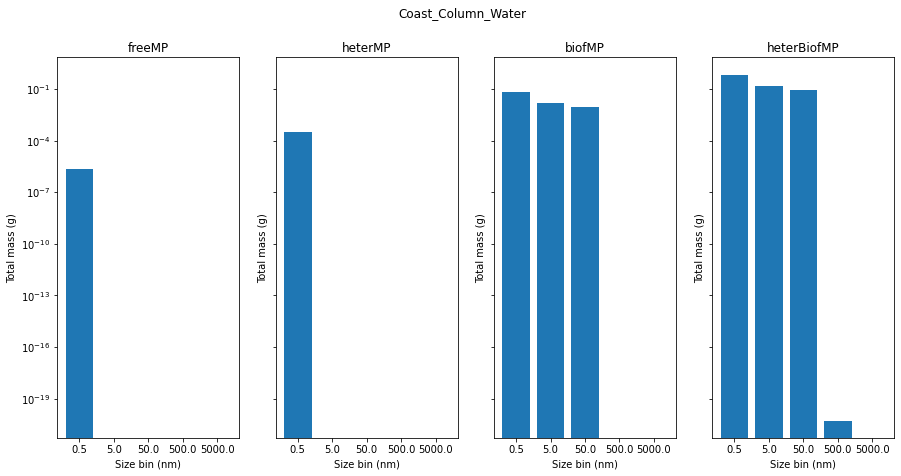 Coast_Column_Water
freeMP
heterMP
biofMP
heterBiofMP
10⁻¹
10⁻⁴
10⁻⁷
10⁻¹⁰
10⁻¹³
10⁻¹⁶
10⁻¹⁹
Total mass (g)
Total mass (g)
Total mass (g)
Total mass (g)
0.5 5.0 50.0 500.0 5000.0
0.5 5.0 50.0 500.0 5000.0
0.5 5.0 50.0 500.0 5000.0
0.5 5.0 50.0 500.0 5000.0
Size bin (nm)
Size bin (nm)
Size bin (nm)
Size bin (nm)